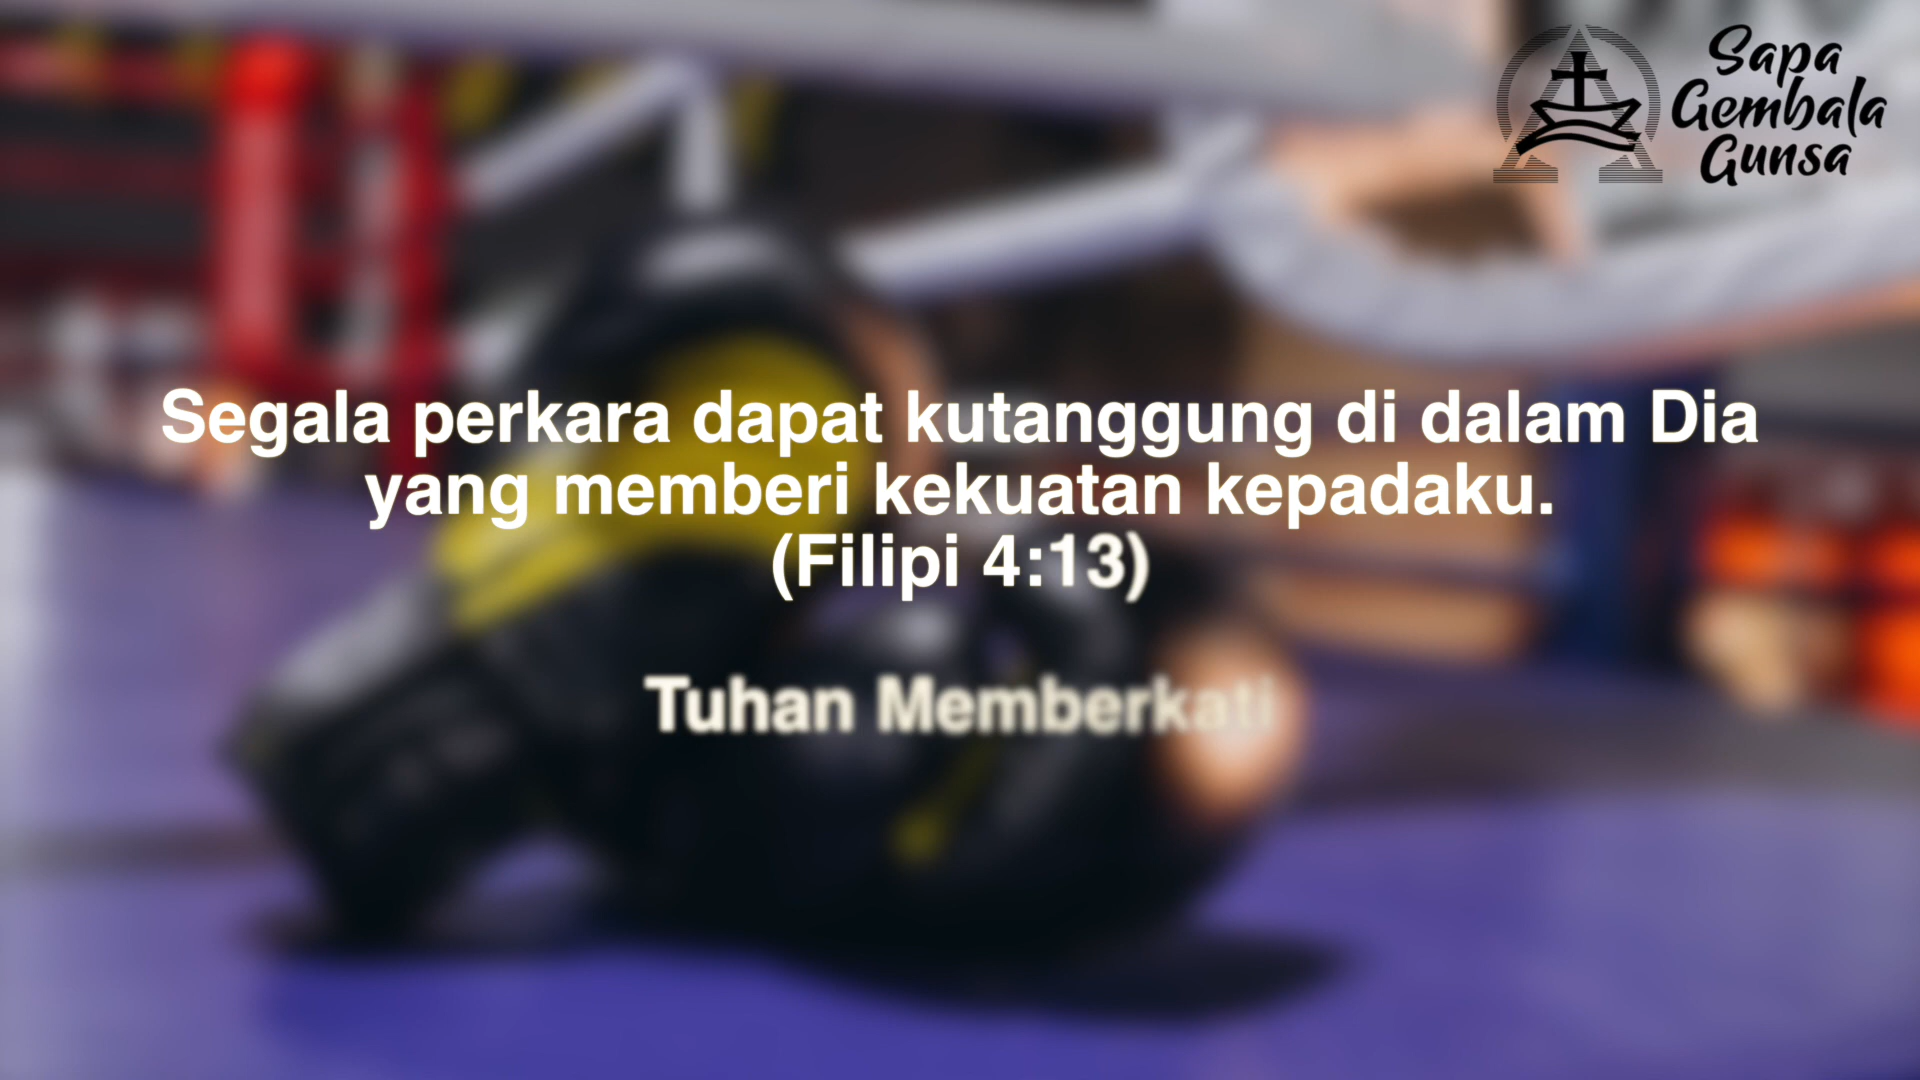 Sapa
Gembala
Gunsa
Segala perkara dapat kutanggung di dalam Dia
yang memberi kekuatan kepadaku.
(Filipi 4:13)
Tuhan Memberkati